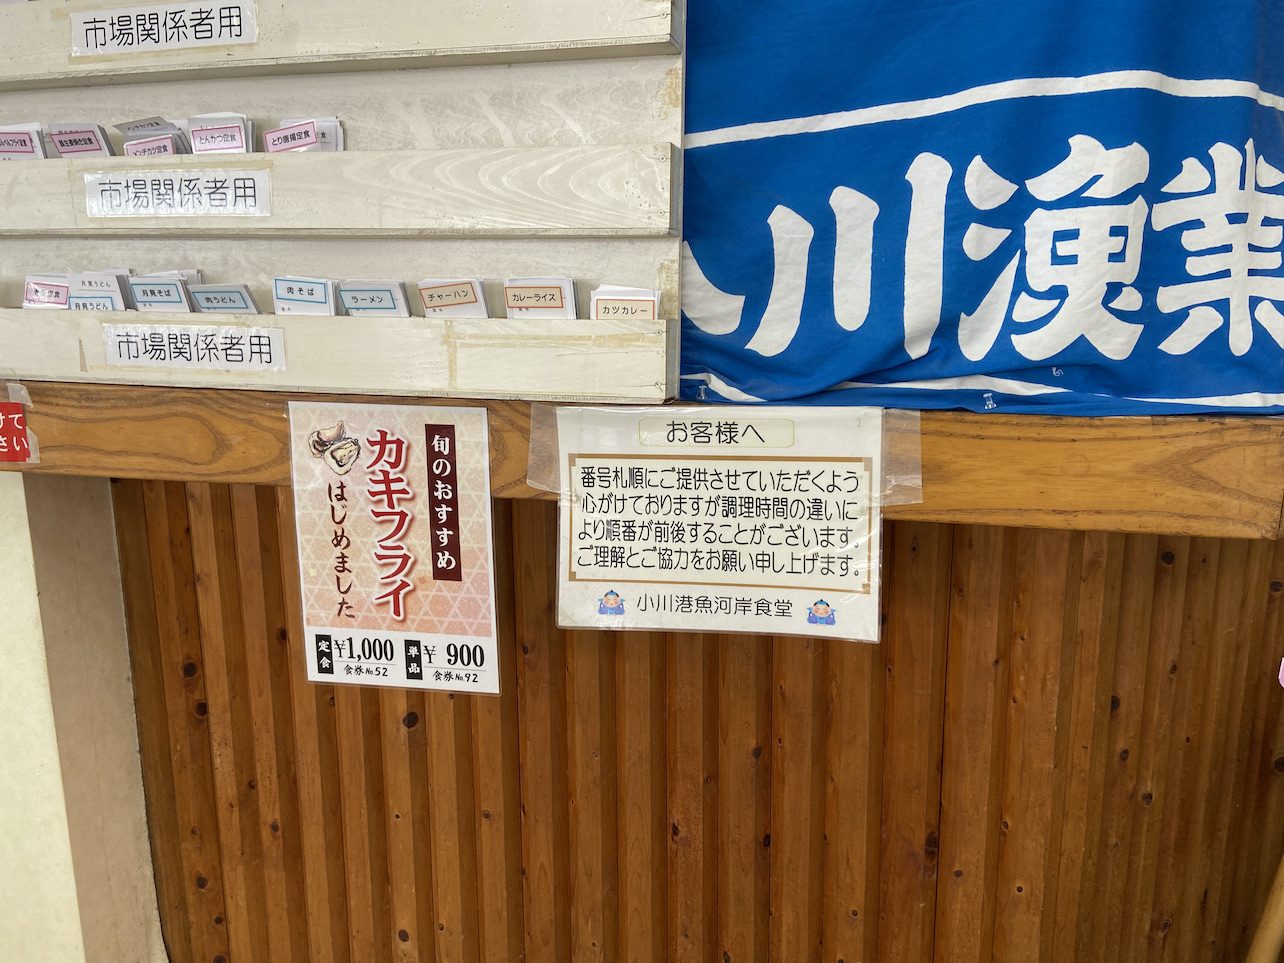 市場関係者用
メンチカツ定食
とんかつ定食
とり唐揚定食
市場関係者用
月見うどん
月見うどん
月見そば
肉うどん
肉そば
ラーメン
チャーハン
カレーライス
カツカレー
市場関係者用
小川漁業
けて
さい
旬のおすすめ
カキフライ
はじめました
定食 ¥1,000
食券No.52
単品 ¥ 900
食券No.92
お客様へ
番号札順にご提供させていただくよう
心がけておりますが調理時間の違いに
より順番が前後することがございます。
ご理解とご協力をお願い申し上げます。
小川港魚河岸食堂